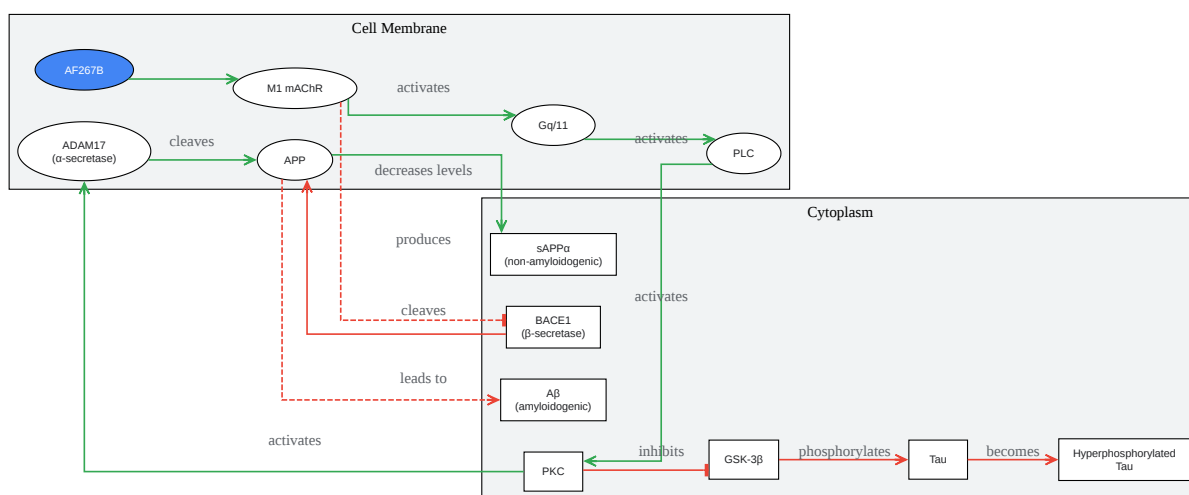 Cell Membrane
AF267B
M1 mAChR
activates
Gq/11
activates
PLC
ADAM17
(α-secretase)
cleaves
APP
decreases levels
Cytoplasm
produces
sAPPα
(non-amyloidogenic)
activates
cleaves
BACE1
(β-secretase)
leads to
Aβ
(amyloidogenic)
activates
PKC
inhibits
GSK-3β
phosphorylates
Tau
becomes
Hyperphosphorylated
Tau